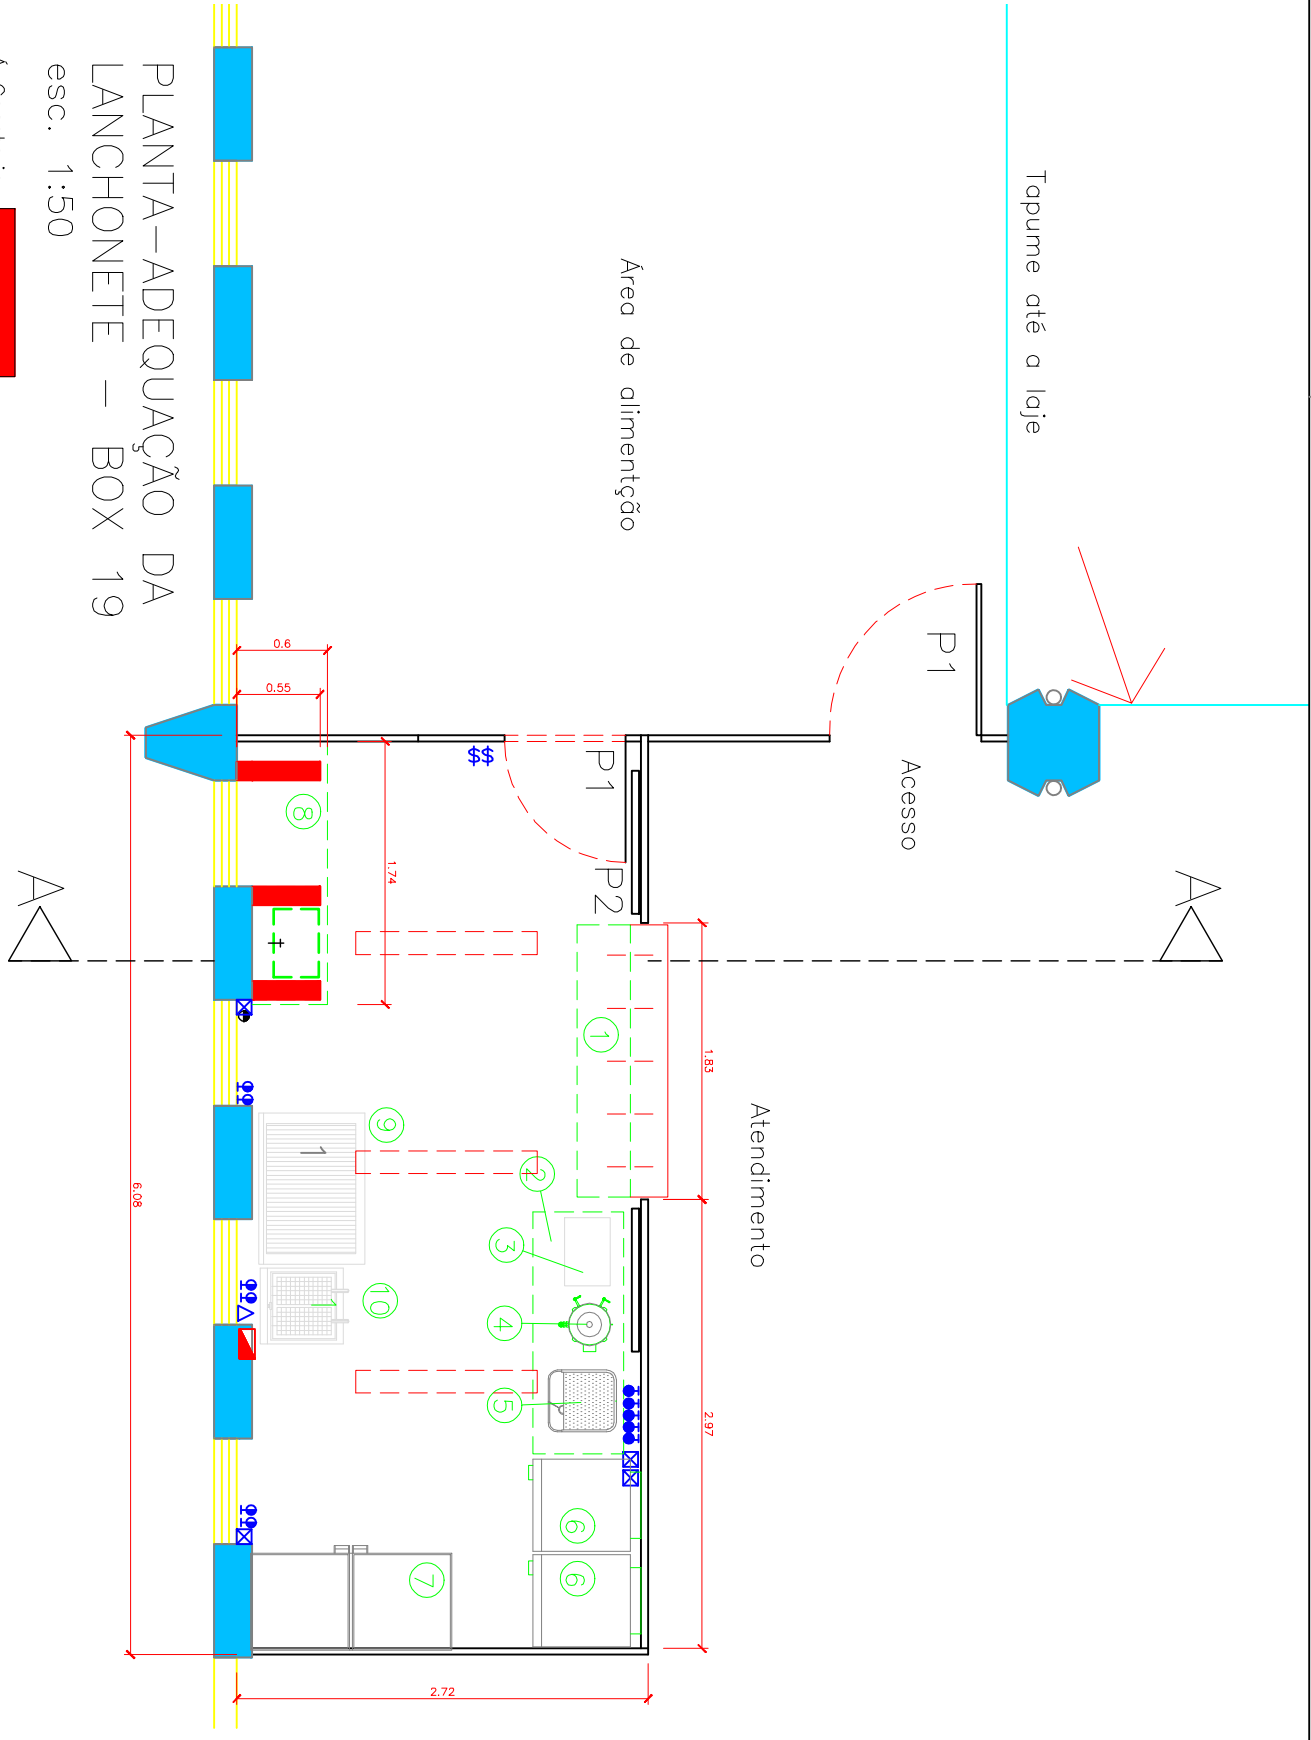 Tapume até a laje
Área de alimentção
P1
Acesso
A
P1
P2
$$
Atendimento
0.6
0.55
1.74
1.83
2.97
6.08
2.72
8
1
9
2
3
4
5
10
6
6
7
1
1
A
PLANTA-ADEQUAÇÃO DA
LANCHONETE - BOX 19
esc. 1:50